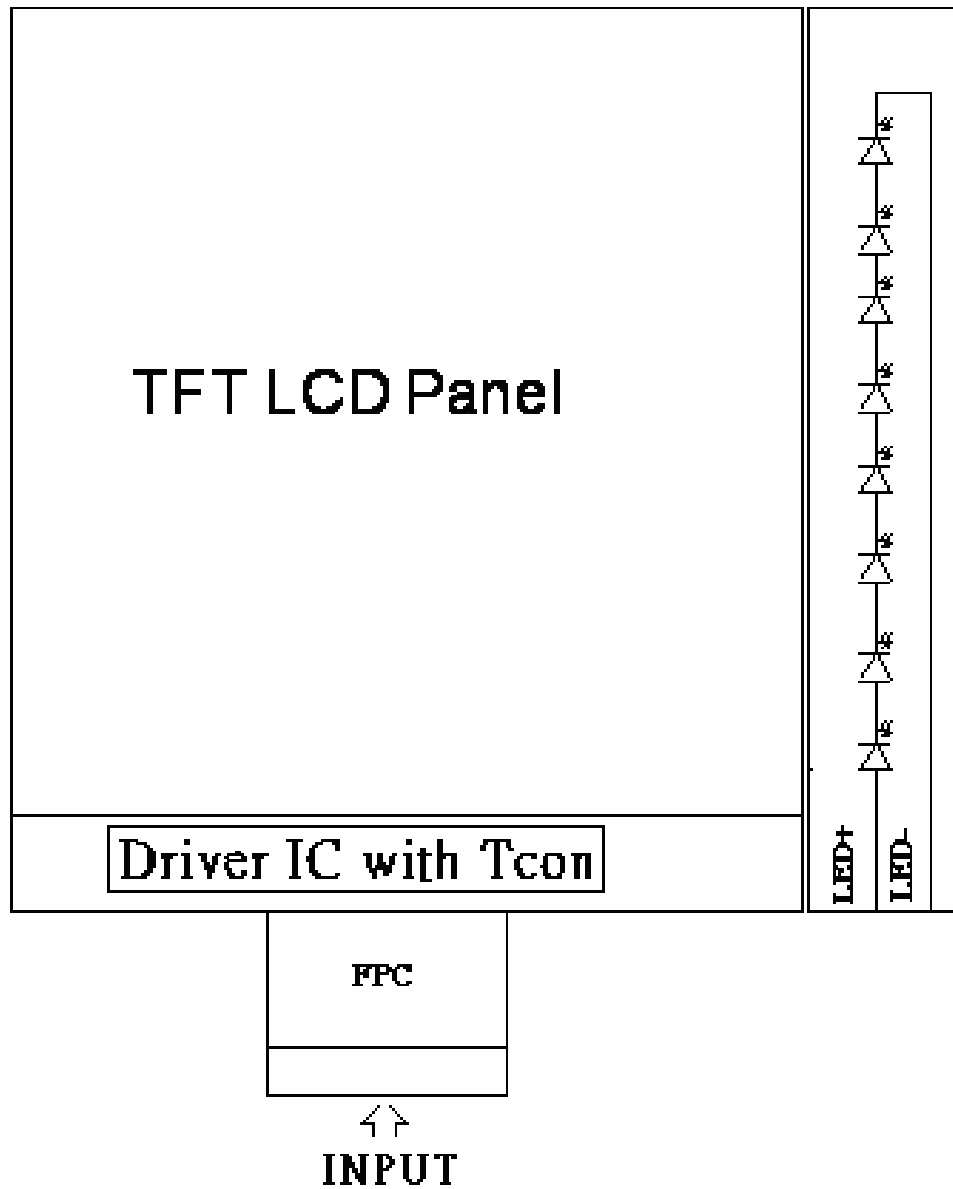 TFT LCD Panel
Driver IC with Tcon
LED+
LED-
FPC
INPUT